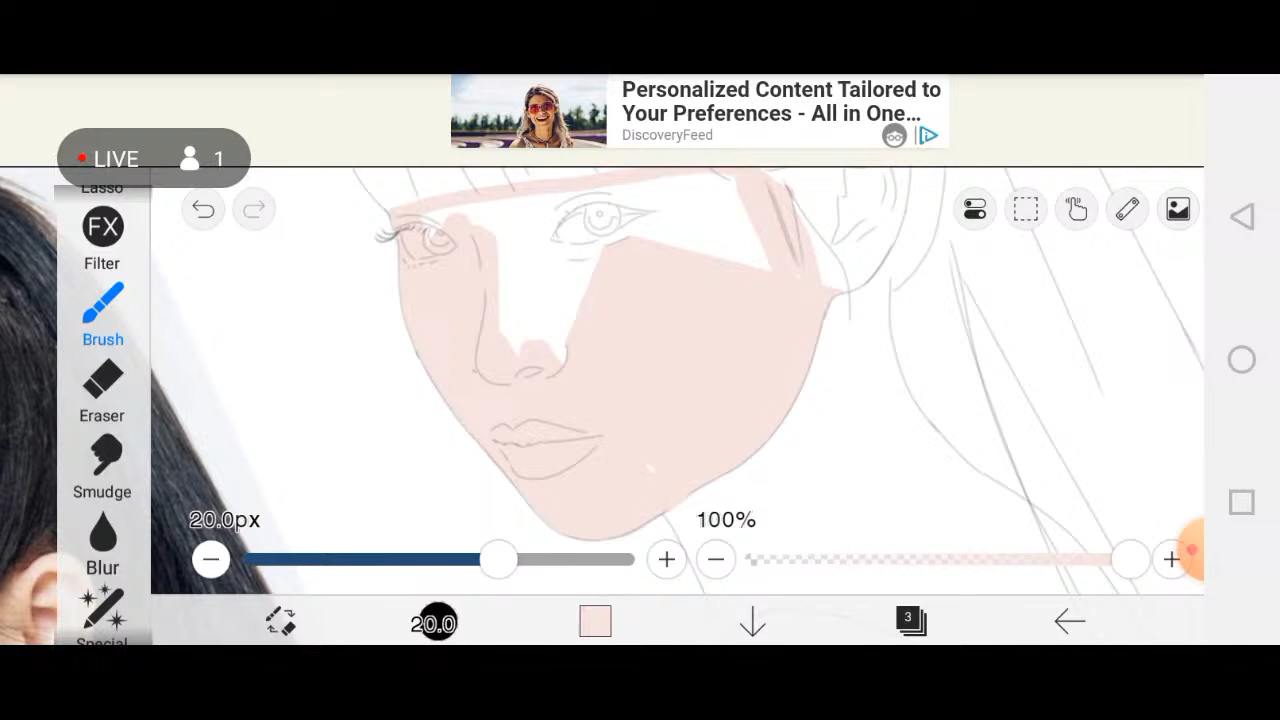 Personalized Content Tailored to
Your Preferences - All in One...
DiscoveryFeed
LIVE 1
Lasso
FX
Filter
Brush
Eraser
Smudge
Blur
Special
20.0px
100%
20.0
3